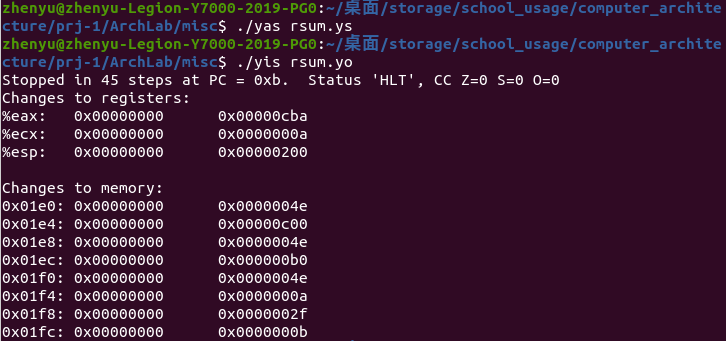 zhenyu@zhenyu-Legion-Y7000-2019-PG0:~/桌面/storage/school_usage/computer_archite
cture/prj-1/ArchLab/misc$ ./yas rsum.ys
zhenyu@zhenyu-Legion-Y7000-2019-PG0:~/桌面/storage/school_usage/computer_archite
cture/prj-1/ArchLab/misc$ ./yis rsum.yo
Stopped in 45 steps at PC = 0xb.  Status 'HLT', CC Z=0 S=0 O=0
Changes to registers:
%eax:   0x00000000      0x00000cba
%ecx:   0x00000000      0x0000000a
%esp:   0x00000000      0x00000200

Changes to memory:
0x01e0: 0x00000000      0x0000004e
0x01e4: 0x00000000      0x00000c00
0x01e8: 0x00000000      0x0000004e
0x01ec: 0x00000000      0x000000b0
0x01f0: 0x00000000      0x0000004e
0x01f4: 0x00000000      0x0000000a
0x01f8: 0x00000000      0x0000002f
0x01fc: 0x00000000      0x0000000b